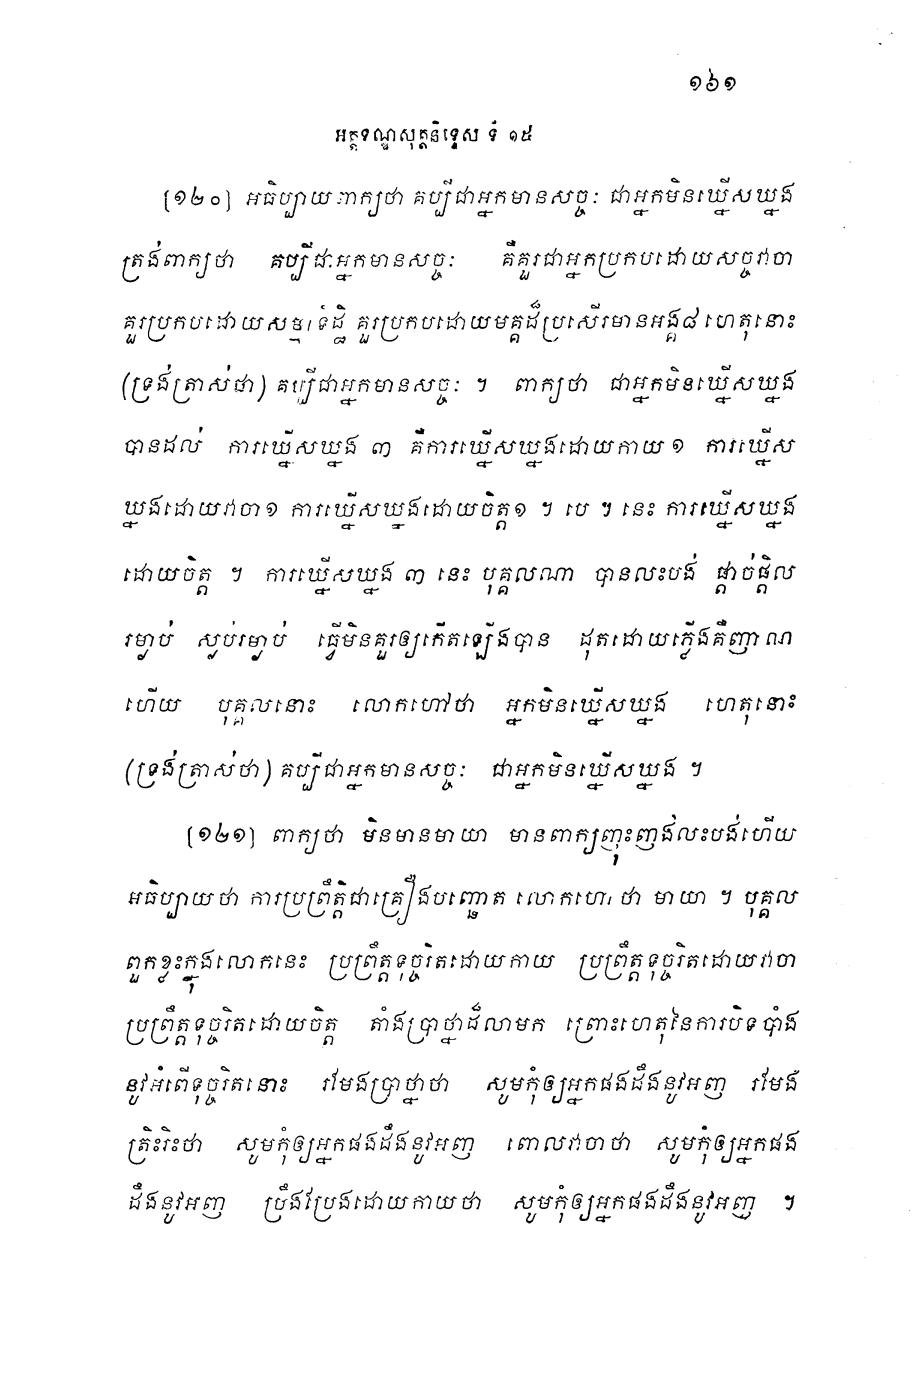 ១៦១
អត្តទណ្ឌសុត្តនិទ្ទេស ទី ១៥
[១២០] អធិប្បាយពាក្យថា គប្បីជាអ្នកមានសច្ចៈ ជាអ្នកមិនឃ្នើសឃ្នង
ត្រង់ពាក្យថា គប្បីជាអ្នកមានសច្ចៈ គឺគួរជាអ្នកប្រកបដោយសច្ចវាចា
គួរប្រកបដោយសម្មាទិដ្ឋិ គួរប្រកបដោយមគ្គដ៏ប្រសើរមានអង្គ៨ ហេតុនោះ
(ទ្រង់ត្រាស់ថា) គប្បីជាអ្នកមានសច្ចៈ ។ ពាក្យថា ជាអ្នកមិនឃ្នើសឃ្នង
បានដល់ ការឃ្នើសឃ្នង ៣ គឺការឃ្នើសឃ្នងដោយកាយ ១ ការឃ្នើស
ឃ្នងដោយវាចា ១ ការឃ្នើសឃ្នងដោយចិត្ត ១ ។ បេ ។ នេះ ការឃ្នើសឃ្នង
ដោយចិត្ត ។ ការឃ្នើសឃ្នង ៣ នេះ បុគ្គលណា បានលះបង់ ផ្តាច់ផ្តិល
រម្ងាប់ ស្ងប់រម្ងាប់ ធ្វើមិនគួរឲ្យកើតឡើងបាន ដុតដោយភ្លើងគឺញាណ
ហើយ បុគ្គលនោះ លោកហៅថា អ្នកមិនឃ្នើសឃ្នង ហេតុនោះ
(ទ្រង់ត្រាស់ថា) គប្បីជាអ្នកមានសច្ចៈ ជាអ្នកមិនឃ្នើសឃ្នង ។
[១២១] ពាក្យថា មិនមានមាយា មានពាក្យញុះញង់លះបង់ហើយ
អធិប្បាយថា ការប្រព្រឹត្តិជាគ្រឿងបញ្ឆោត លោកហៅថា មាយា ។ បុគ្គល
ពួកខ្លះក្នុងលោកនេះ ប្រព្រឹត្តទុច្ចរិតដោយកាយ ប្រព្រឹត្តទុច្ចរិតដោយវាចា
ប្រព្រឹត្តទុច្ចរិតដោយចិត្ត តាំងប្រាថ្នាដ៏លាមក ព្រោះហេតុនៃការបិទបាំង
នូវអំពើទុច្ចរិតនោះ រមែងប្រាថ្នាថា សូមកុំឲ្យអ្នកផងដឹងនូវអញ រមែង
ត្រិះរិះថា សូមកុំឲ្យអ្នកផងដឹងនូវអញ ពោលវាចាថា សូមកុំឲ្យអ្នកផង
ដឹងនូវអញ ប្រឹងប្រែងដោយកាយថា សូមកុំឲ្យអ្នកផងដឹងនូវអញ ។